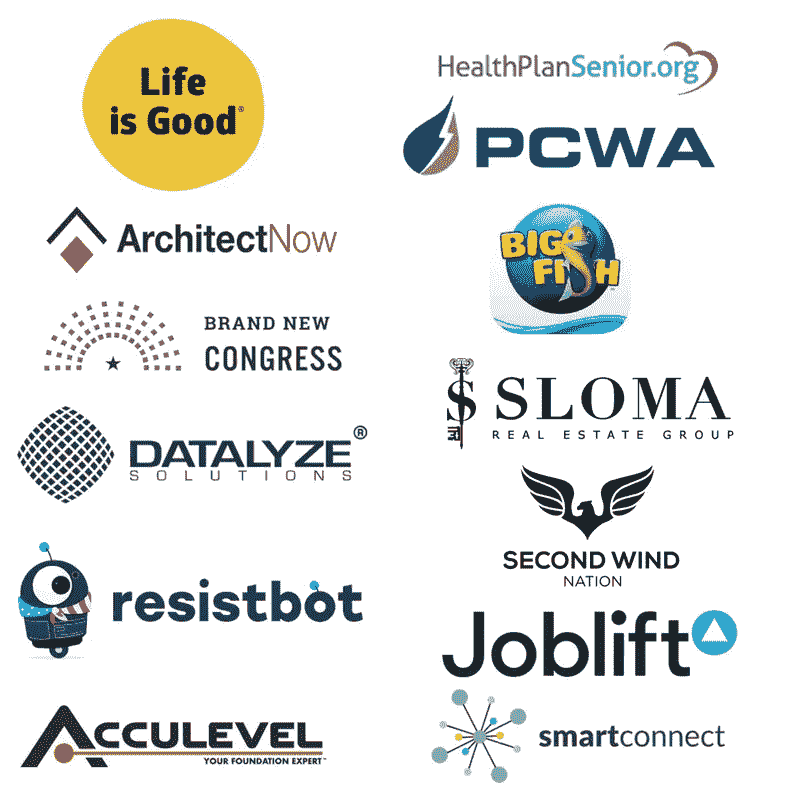 Life
is Good®
ArchitectNow
BRAND NEW
CONGRESS
DATALYZE®
SOLUTIONS
resistbot
ACCULEVEL
YOUR FOUNDATION EXPERT™
HealthPlanSenior.org
PCWA
BIG
FISH
$ SLOMA
REAL ESTATE GROUP
SECOND WIND
NATION
Joblift
smartconnect